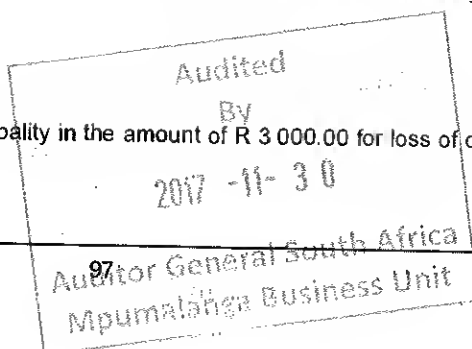 Audited
By
pality in the amount of R 3 000.00 for loss of
2017 -11- 30
97
Auditor General South Africa
Mpumalanga Business Unit